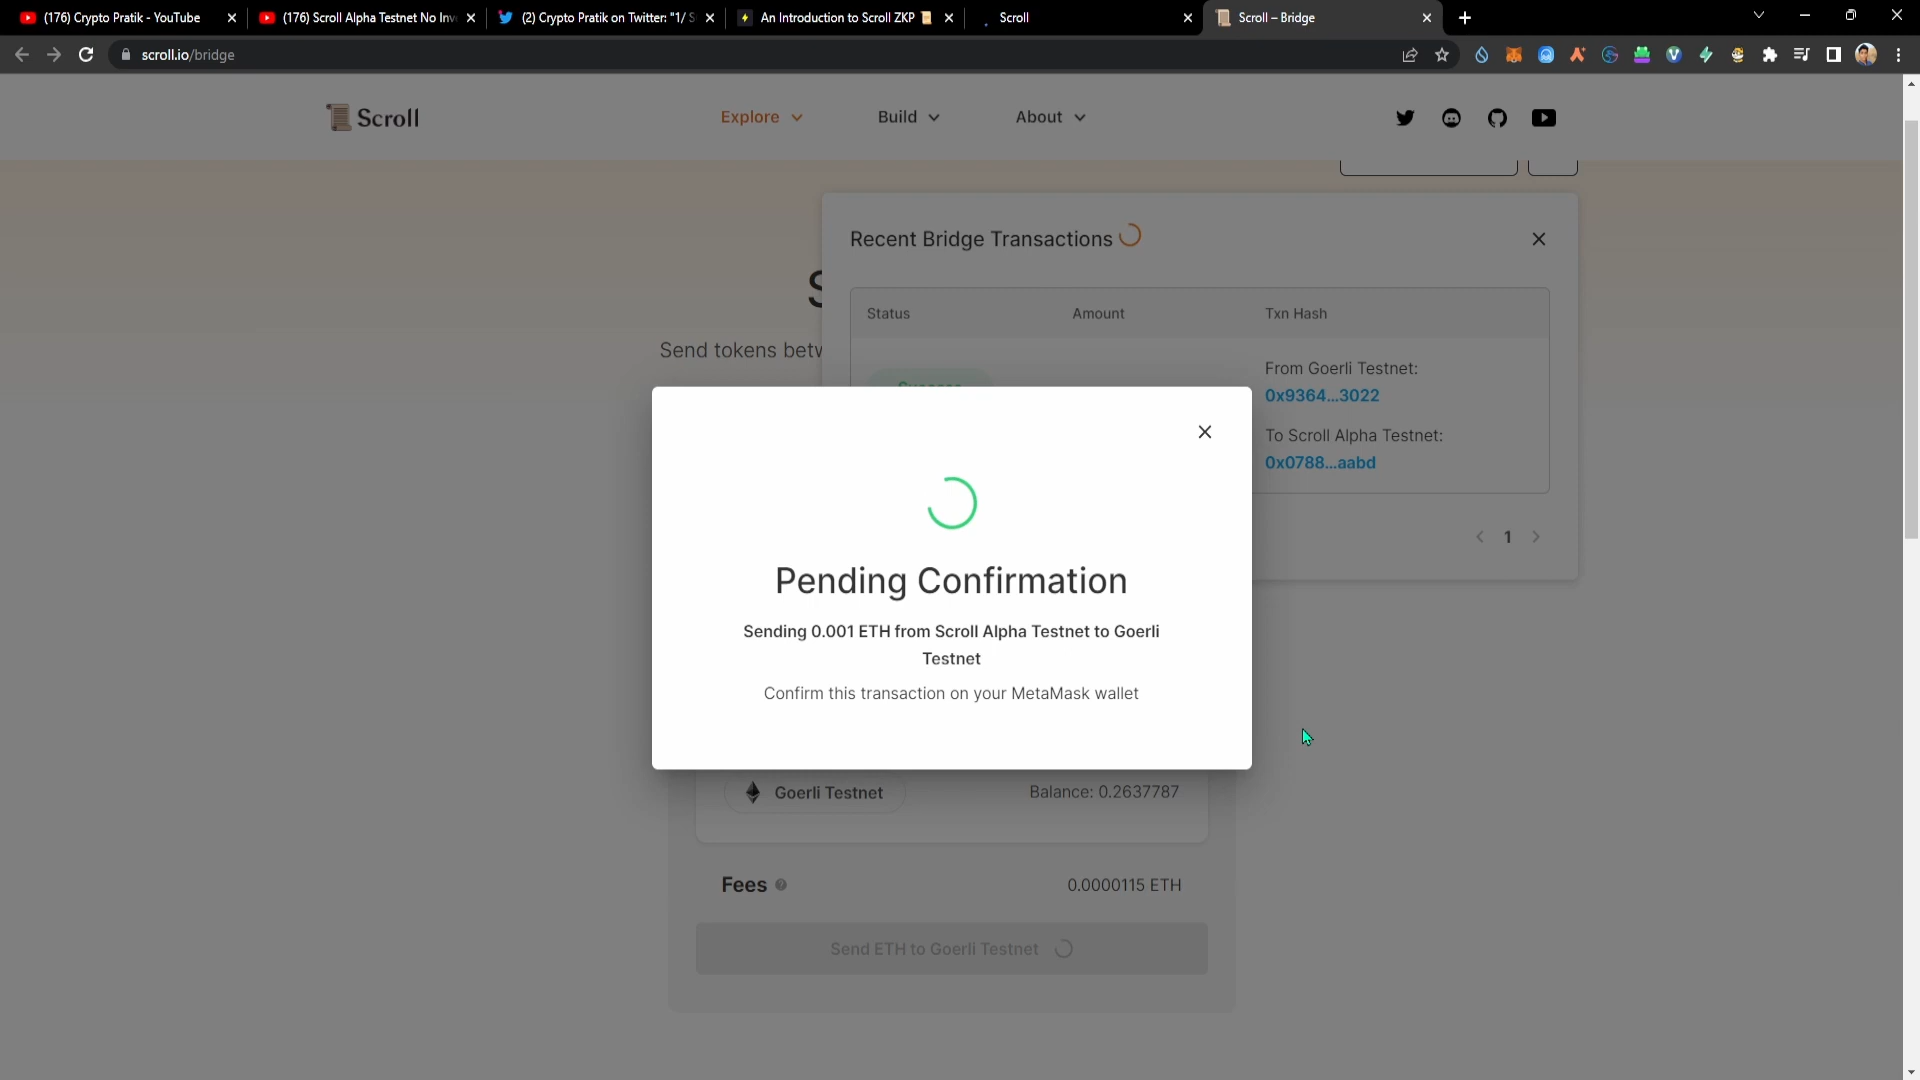 (176) Crypto Pratik - YouTube
(176) Scroll Alpha Testnet No Inv
(2) Crypto Pratik on Twitter: "1/ S
An Introduction to Scroll ZKP
Scroll
Scroll – Bridge
scroll.io/bridge
Scroll
Explore
Build
About
Recent Bridge Transactions
S
Send tokens betw
Status
Amount
Txn Hash
Success
From Goerli Testnet:
0x9364...3022
To Scroll Alpha Testnet:
0x0788...aabd
1
Pending Confirmation
Sending 0.001 ETH from Scroll Alpha Testnet to Goerli
Testnet
Confirm this transaction on your MetaMask wallet
Goerli Testnet
Balance: 0.2637787
Fees
0.0000115 ETH
Send ETH to Goerli Testnet